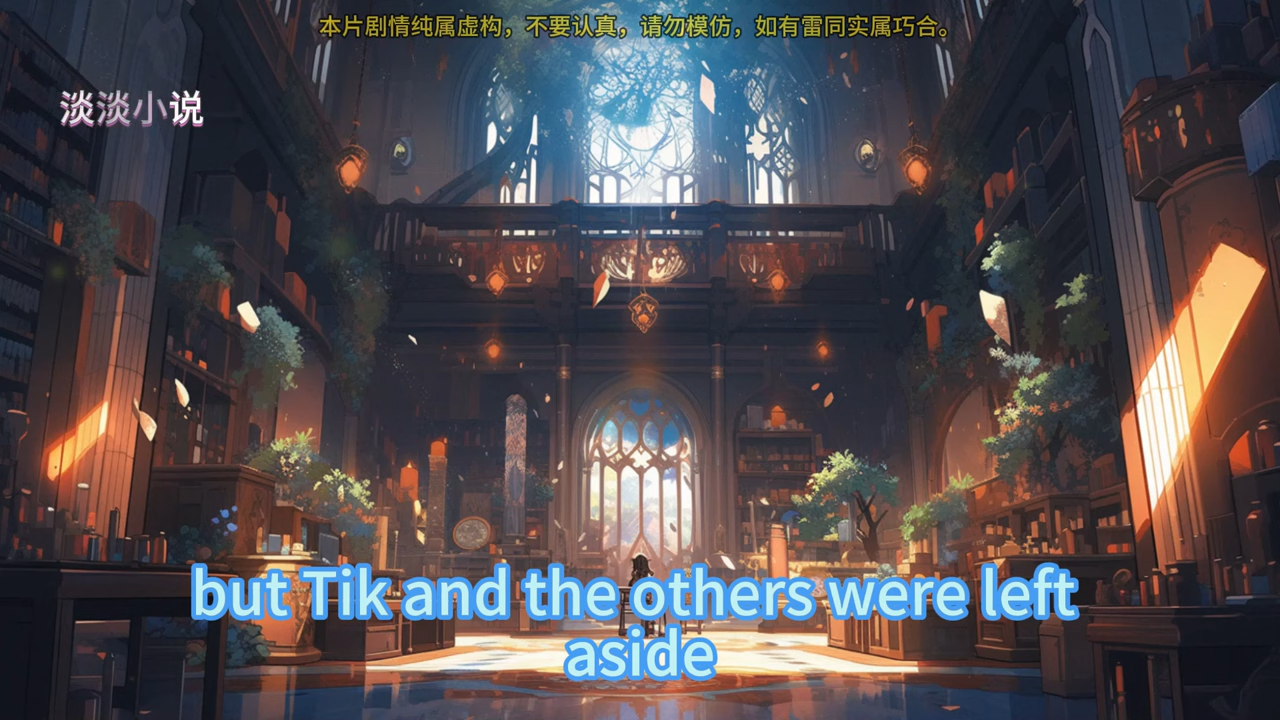 本片剧情纯属虚构，不要认真，请勿模仿，如有雷同实属巧合。
淡淡小说
but Tik and the others were left
aside